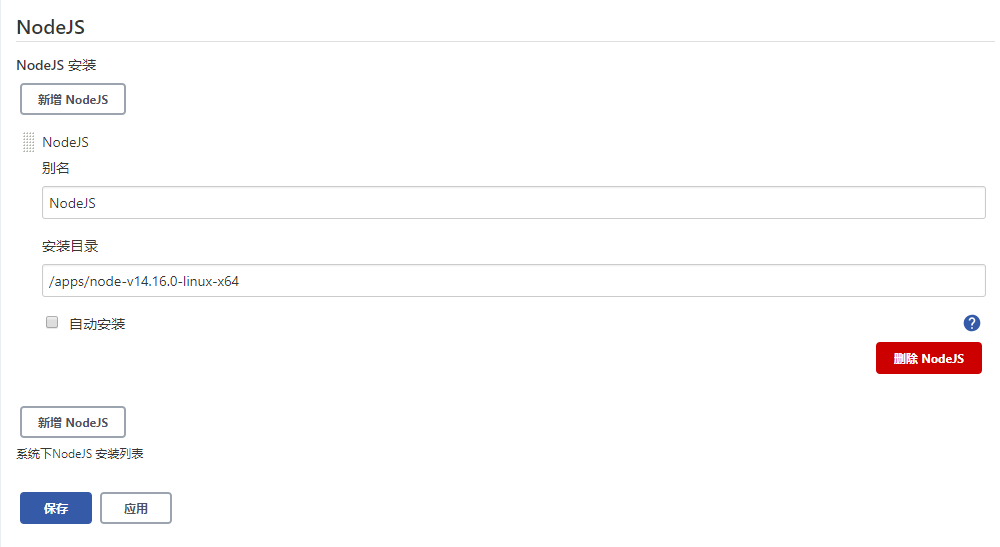 NodeJS
NodeJS 安装
新增 NodeJS
NodeJS
别名
NodeJS
安装目录
/apps/node-v14.16.0-linux-x64
自动安装
?
删除 NodeJS
新增 NodeJS
系统下NodeJS 安装列表
保存 应用